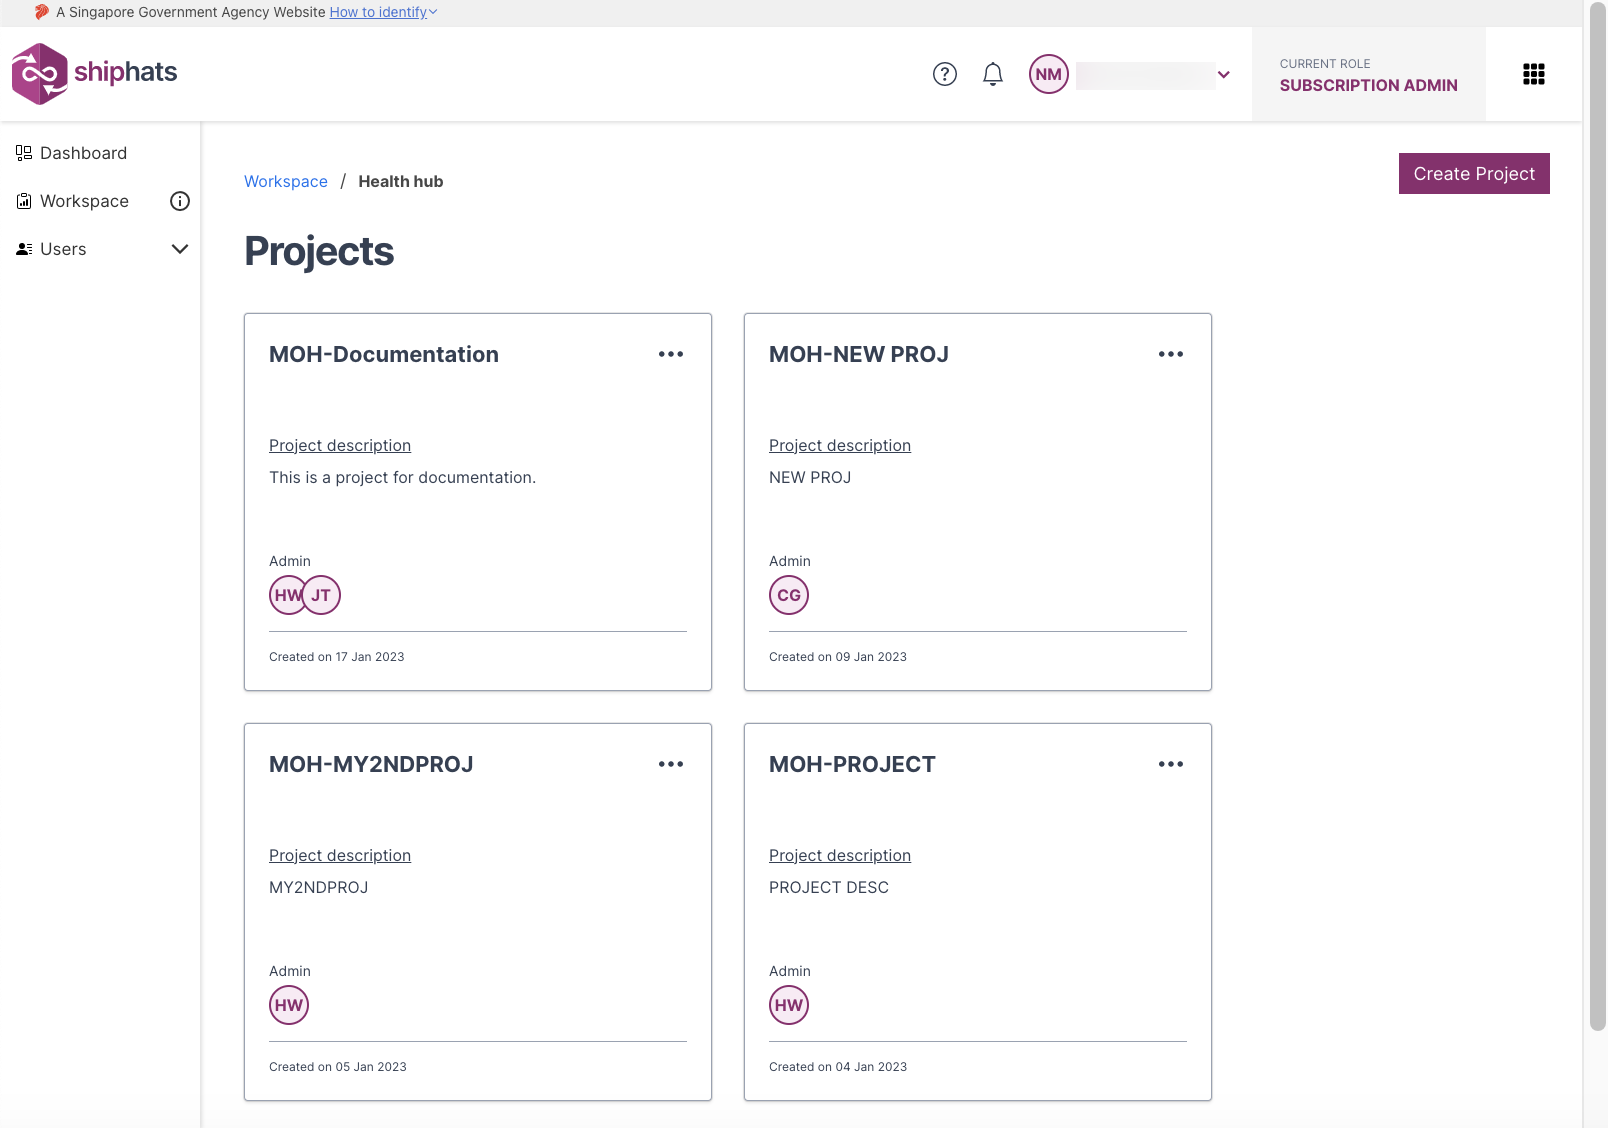 A Singapore Government Agency Website How to identify
shiphats
NM
CURRENT ROLE
SUBSCRIPTION ADMIN
Dashboard
Workspace
Users
Workspace / Health hub
Create Project
Projects
MOH-Documentation
Project description
This is a project for documentation.
Admin
HW JT
Created on 17 Jan 2023
MOH-NEW PROJ
Project description
NEW PROJ
Admin
CG
Created on 09 Jan 2023
MOH-MY2NDPROJ
Project description
MY2NDPROJ
Admin
HW
Created on 05 Jan 2023
MOH-PROJECT
Project description
PROJECT DESC
Admin
HW
Created on 04 Jan 2023